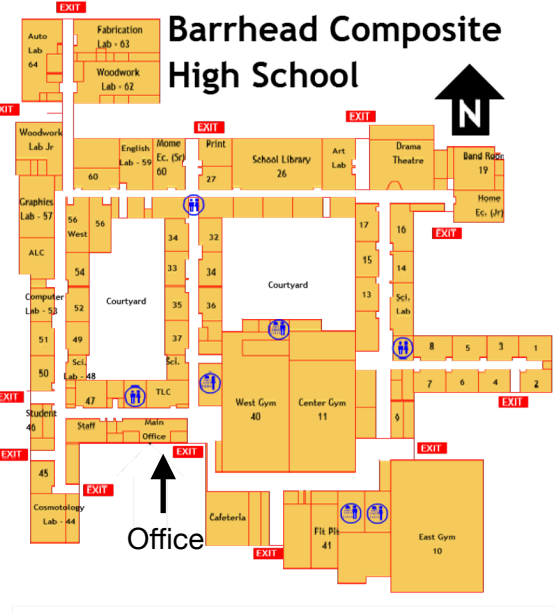 EXIT
Barrhead Composite
High School
Auto
Lab
64
Fabrication
Lab - 63
Woodwork
Lab - 62
N
EXIT
EXIT
EXIT
Woodwork
Lab Jr
English
Lab - 59
Mome
Ec. (Sr)
60
Print
27
School Library
26
Art
Lab
Drama
Theatre
Band Room
19
60
Home
Ec. (Jr)
EXIT
Graphics
Lab - 57
ALC
56
West
56
34
32
17
16
54
33
34
15
14
Courtyard
Courtyard
Computer
Lab - 53
52
35
36
13
Sci.
Lab
51
49
37
50
Sci.
Lab - 48
Sci.
8
5
3
1
7
6
4
2
EXIT
EXIT
47
TLC
West Gym
40
Center Gym
11
6
Student
46
Staff
Main
Office
EXIT
EXIT
EXIT
45
EXIT
Cosmotology
Lab - 44
Office
Cafeteria
EXIT
Fit Pit
41
East Gym
10